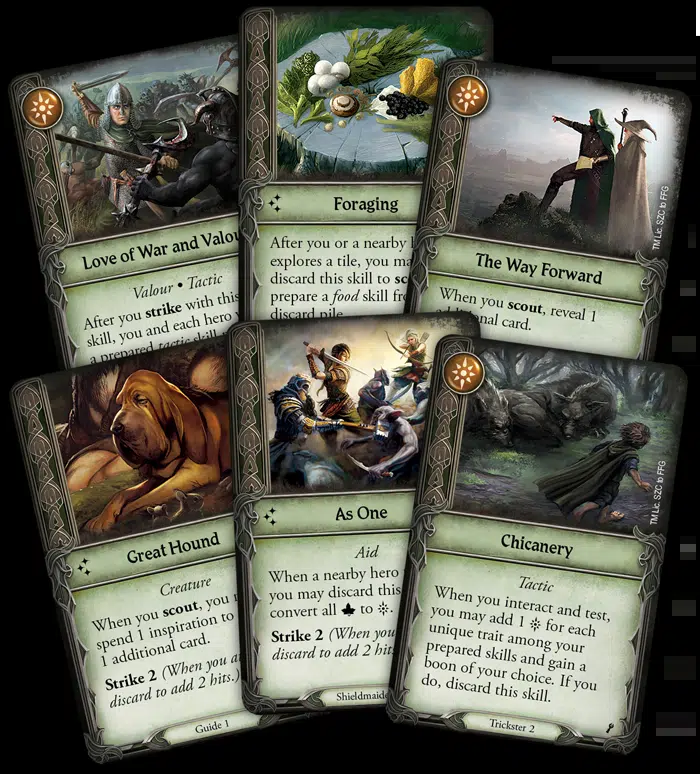 Love of War and Valou
Valour • Tactic
After you strike with this
skill, you and each hero
a prepared tactic skill
Foraging
After you or a nearby
explores a tile, you ma
discard this skill to sc
prepare a food skill fr
discard pile.
The Way Forward
When you scout, reveal 1
additional card.
TM Lic. SZC to FFG
Great Hound
Creature
When you scout, you
spend 1 inspiration to
1 additional card.
Strike 2 (When you a
discard to add 2 hits.)
Guide 1
As One
Aid
When a nearby hero
you may discard this
convert all to .
Strike 2 (When you
discard to add 2 hits
Shieldmaide
Chicanery
Tactic
When you interact and test,
you may add 1 for each
unique trait among your
prepared skills and gain a
boon of your choice. If you
do, discard this skill.
Trickster 2
TM Lic. SZC to FFG